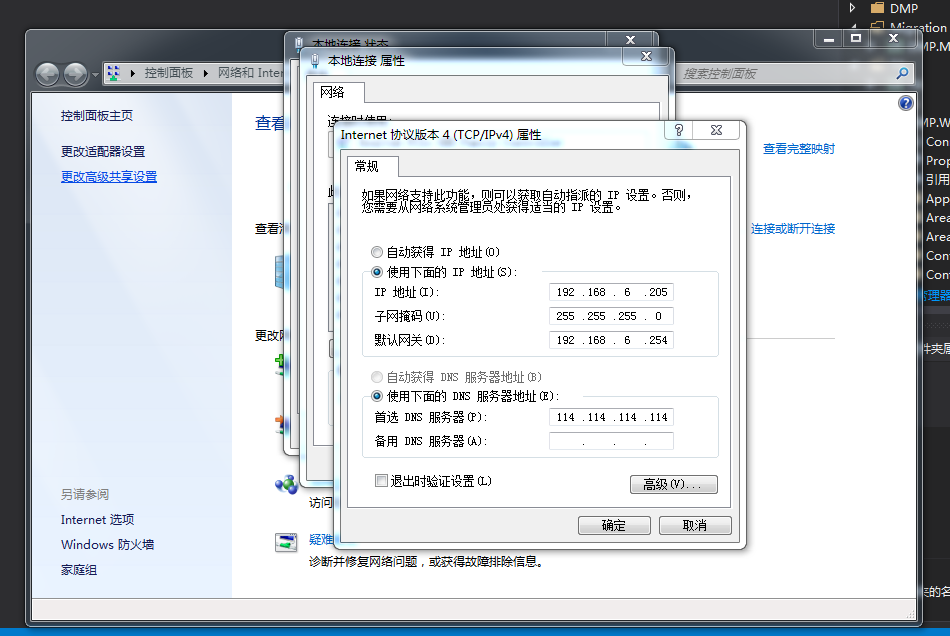 DMP
Migration
本地连接 状态
本地连接 属性
控制面板
网络和 Inter
搜索控制面板
网络
控制面板主页
更改适配器设置
更改高级共享设置
查看
连接时使用:
查看完整映射
Internet 协议版本 4 (TCP/IPv4) 属性
常规
如果网络支持此功能，则可以获取自动指派的 IP 设置。否则，
您需要从网络系统管理员处获得适当的 IP 设置。
连接或断开连接
自动获得 IP 地址(O)
使用下面的 IP 地址(S):
IP 地址(I):
192 .168 . 6 .205
子网掩码(U):
255 .255 .255 . 0
默认网关(D):
192 .168 . 6 .254
更改
自动获得 DNS 服务器地址(B)
使用下面的 DNS 服务器地址(E):
首选 DNS 服务器(P):
114 .114 .114 .114
备用 DNS 服务器(A):
. . .
退出时验证设置(L)
高级(V)...
确定
取消
访问
疑难
诊断并修复网络问题，或获得故障排除信息。
另请参阅
Internet 选项
Windows 防火墙
家庭组
MP.M
MP.W
Con
Prop
引用
App
Area
Area
Con
Con
管理器
件夹属
来的名